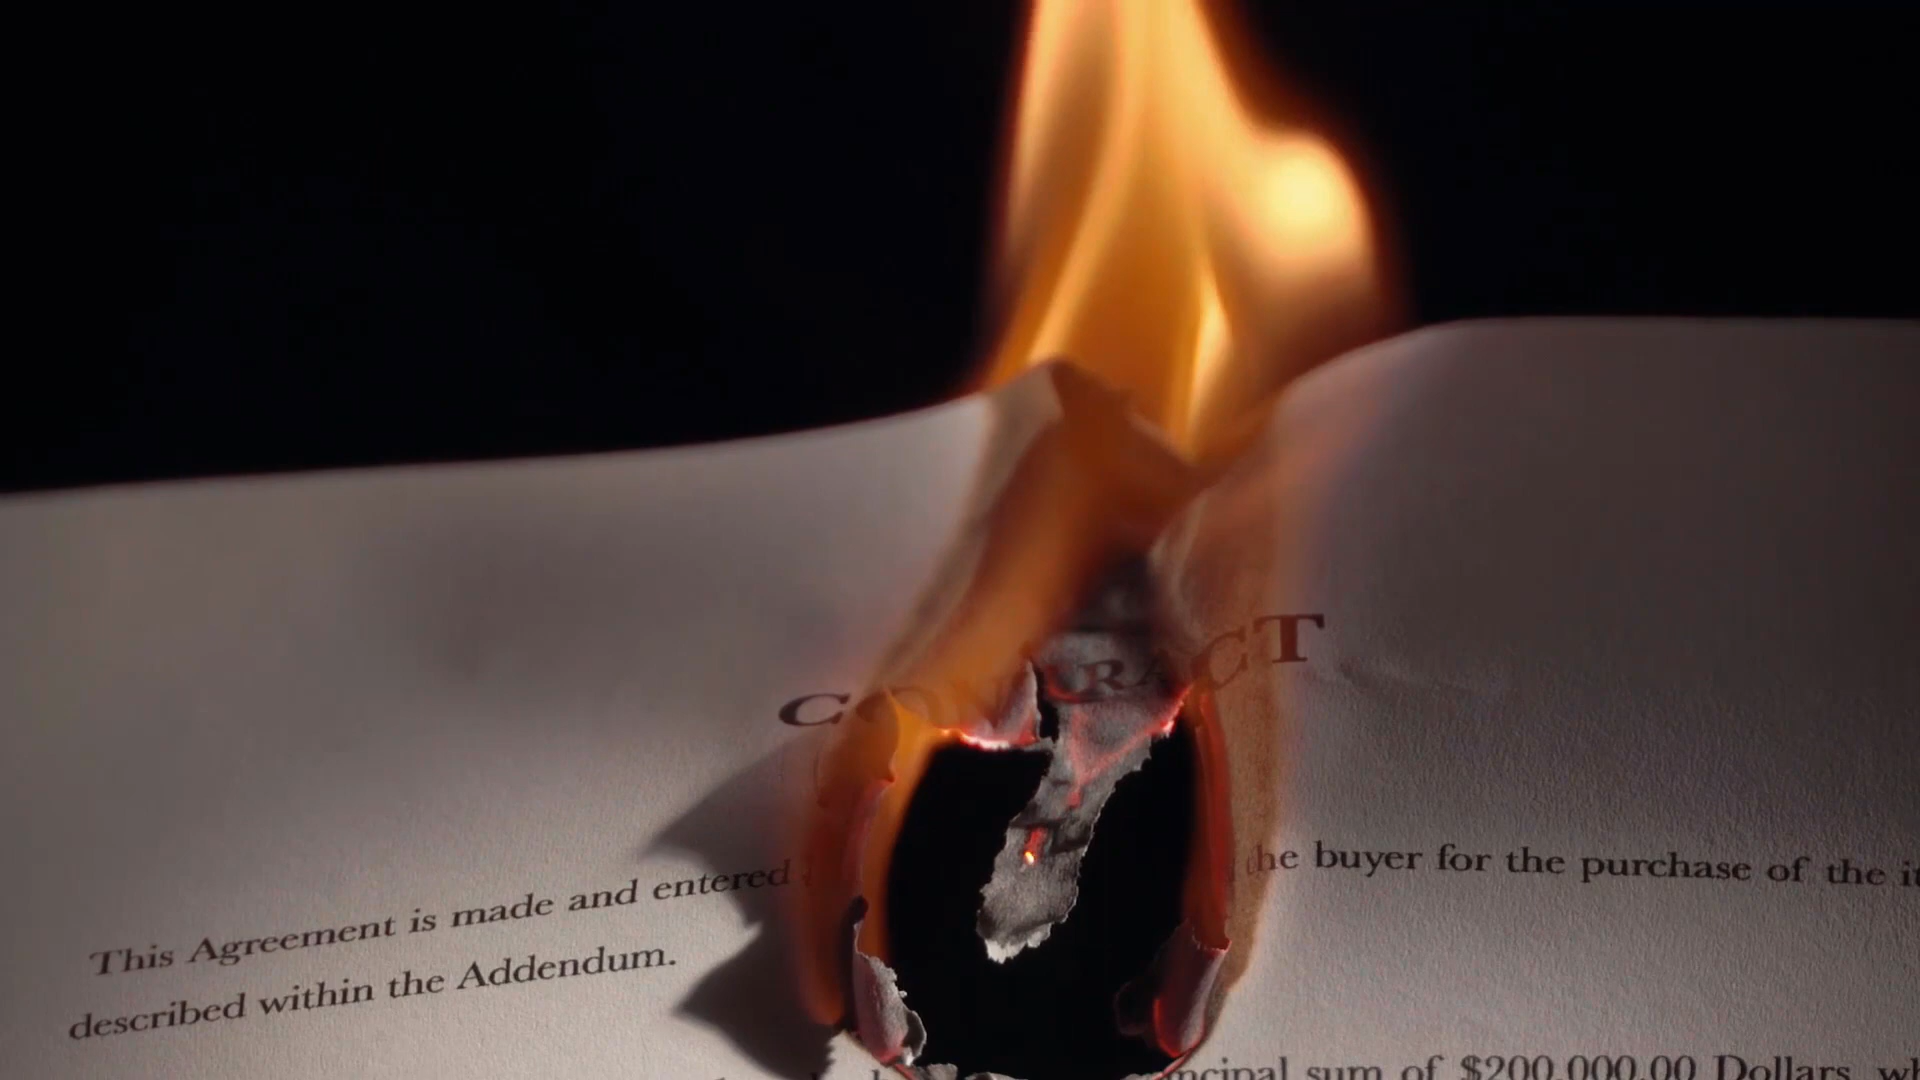 CONTRACT
This Agreement is made and entered the buyer for the purchase of the
described within the Addendum.
sum of $200,000.00 Dollars,